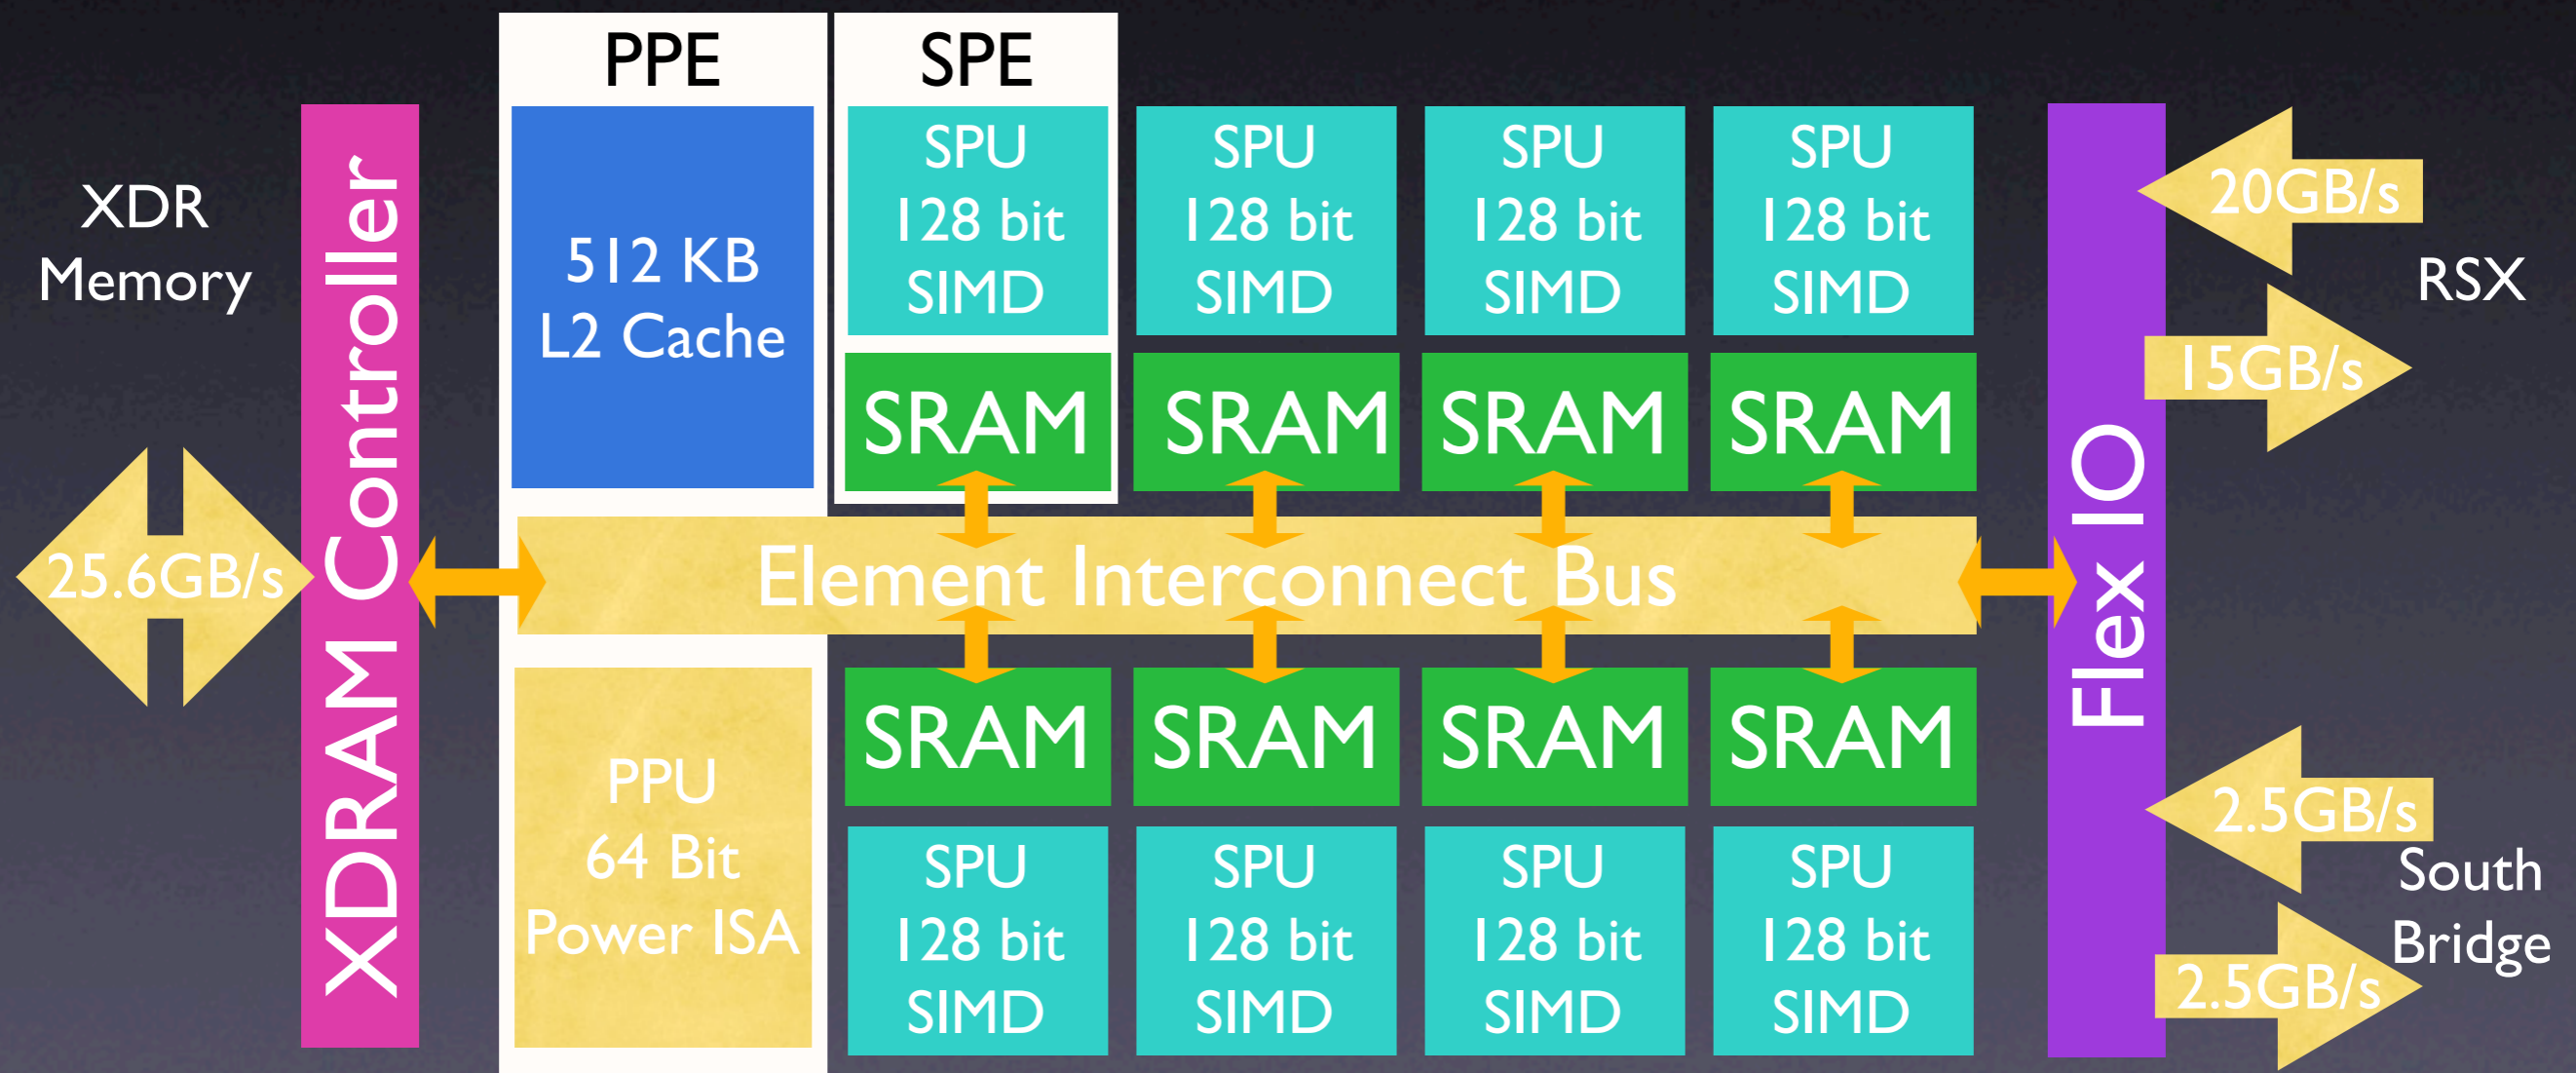 PPE
SPE
XDR
Memory
XDRAM Controller
25.6GB/s
512 KB
L2 Cache
SPU
128 bit
SIMD
SPU
128 bit
SIMD
SPU
128 bit
SIMD
SPU
128 bit
SIMD
SRAM
SRAM
SRAM
SRAM
Element Interconnect Bus
PPU
64 Bit
Power ISA
SRAM
SRAM
SRAM
SRAM
SPU
128 bit
SIMD
SPU
128 bit
SIMD
SPU
128 bit
SIMD
SPU
128 bit
SIMD
Flex IO
20GB/s
RSX
15GB/s
2.5GB/s
South
Bridge
2.5GB/s